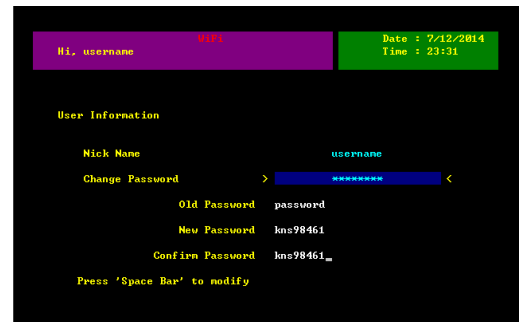 WiFi
Hi, username
Date : 7/12/2014
Time : 23:31
User Information
Nick Name username
Change Password > ******** <
Old Password password
New Password kns98461
Confirm Password kns98461_
Press 'Space Bar' to modify